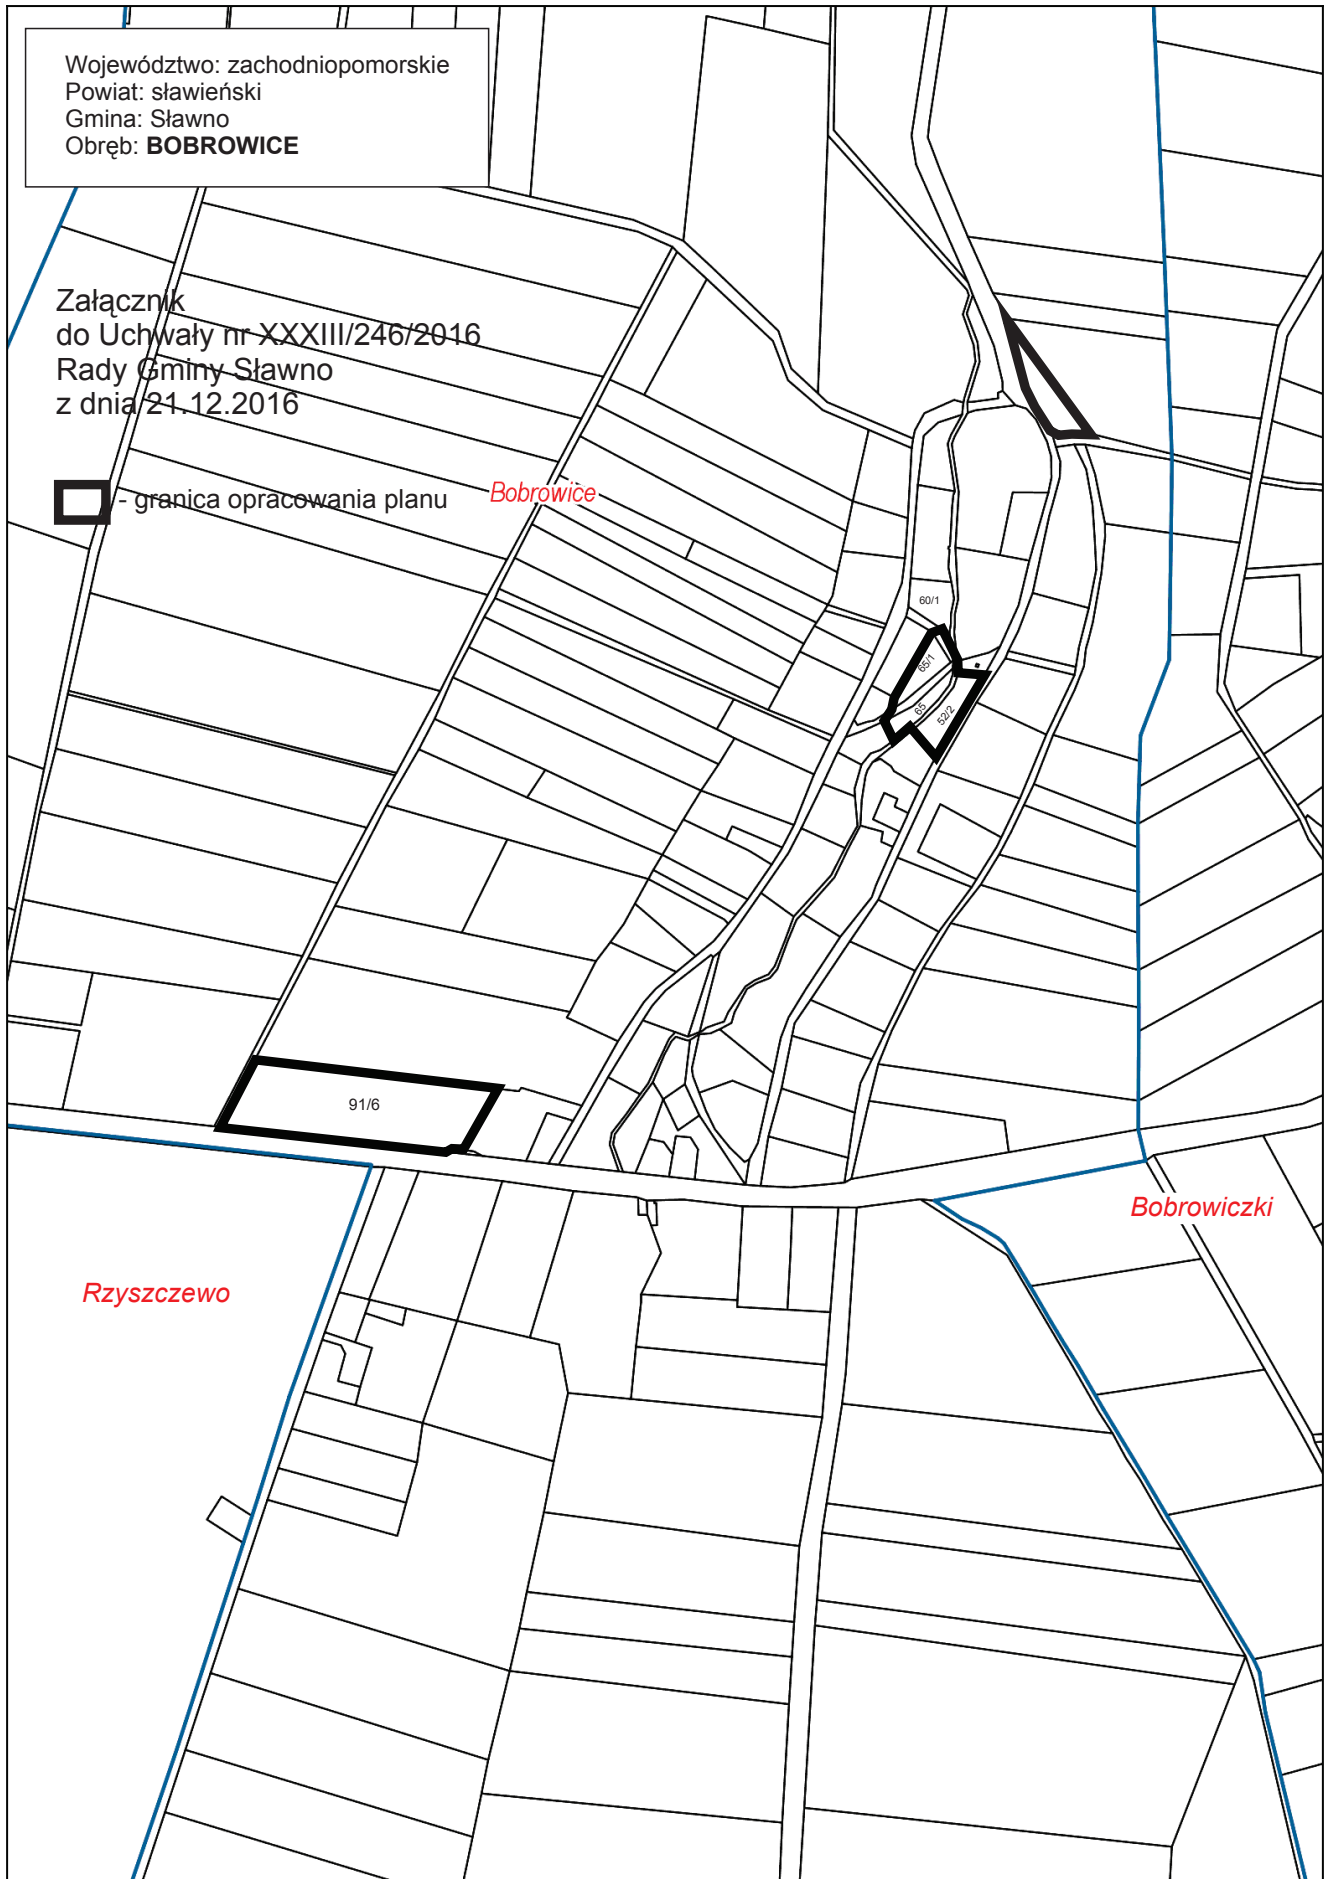 Województwo: zachodniopomorskie
Powiat: sławieński
Gmina: Sławno
Obręb: BOBROWICE
Załącznik
do Uchwały nr XXXIII/246/2016
Rady Gminy Sławno
z dnia 21.12.2016
- granica opracowania planu
Bobrowice
60/1
65/1
65
52/2
91/6
Bobrowiczki
Rzyszczewo